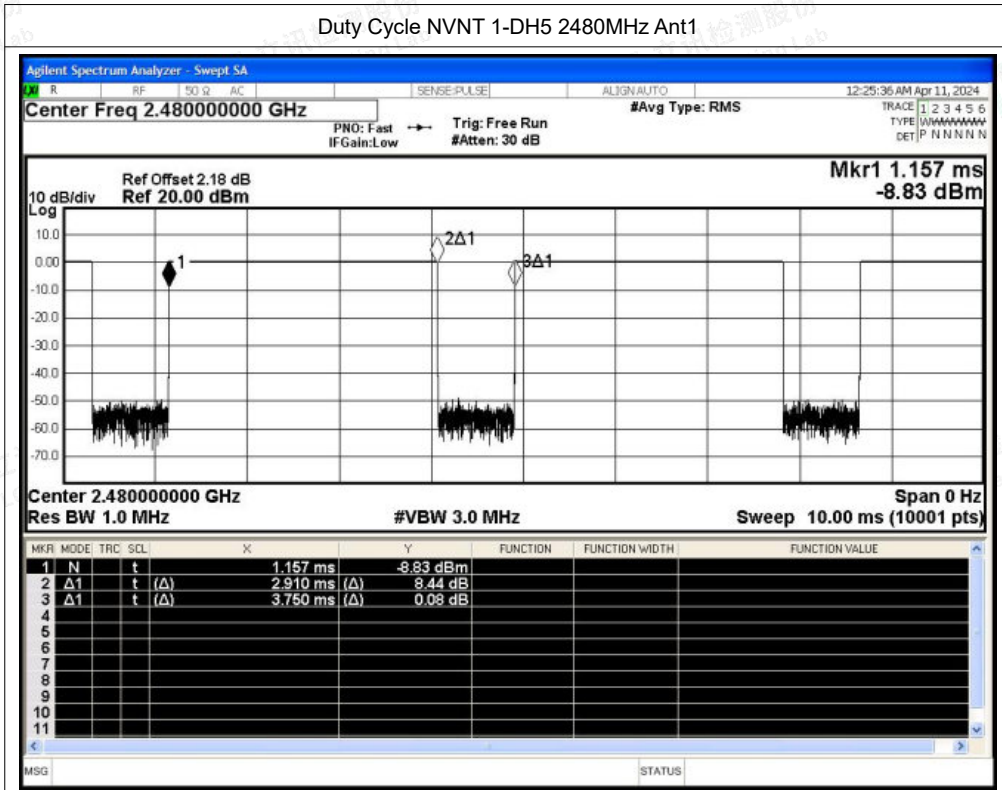 Duty Cycle NVNT 1-DH5 2480MHz Ant1
Agilent Spectrum Analyzer - Swept SA
LXI R RF 50 Ω AC SENSE:PULSE ALIGN AUTO 12:25:36 AM Apr 11, 2024
Center Freq 2.480000000 GHz #Avg Type: RMS TRACE 1 2 3 4 5 6
PNO: Fast Trig: Free Run TYPE WWWWWW
IFGain:Low #Atten: 30 dB DET P N N N N N
Mkr1 1.157 ms
-8.83 dBm
Ref Offset 2.18 dB
10 dB/div Ref 20.00 dBm
Log
10.0
0.00
-10.0
-20.0
-30.0
-40.0
-50.0
-60.0
-70.0
1
2Δ1
3Δ1
Center 2.480000000 GHz Span 0 Hz
Res BW 1.0 MHz #VBW 3.0 MHz Sweep 10.00 ms (10001 pts)
MKR MODE TRC SCL X Y FUNCTION FUNCTION WIDTH FUNCTION VALUE
1 N t 1.157 ms -8.83 dBm
2 Δ1 t (Δ) 2.910 ms (Δ) 8.44 dB
3 Δ1 t (Δ) 3.750 ms (Δ) 0.08 dB
4
5
6
7
8
9
10
11
MSG STATUS